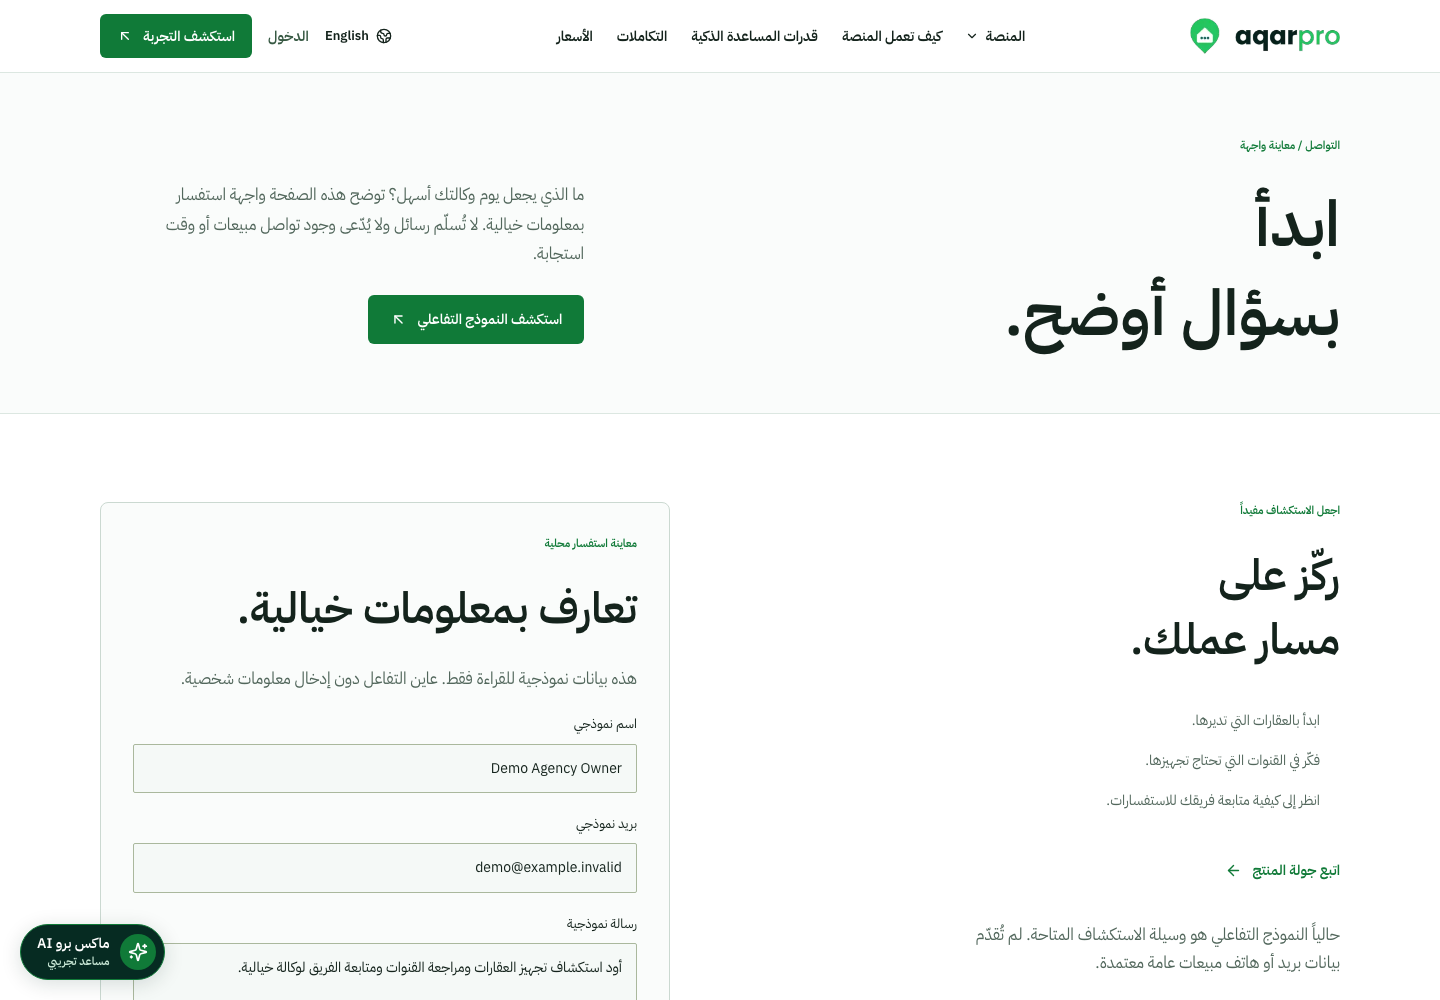 aqarpro
المنصة
كيف تعمل المنصة
قدرات المساعدة الذكية
التكاملات
الأسعار
English
الدخول
استكشف التجربة
التواصل / معاينة واجهة
ابدأ
بسؤال أوضح.
ما الذي يجعل يوم وكالتك أسهل؟ توضح هذه الصفحة واجهة استفسار
بمعلومات خيالية. لا تُسلّم رسائل ولا يُدّعى وجود تواصل مبيعات أو وقت
استجابة.
استكشف النموذج التفاعلي
اجعل الاستكشاف مفيداً
ركّز على
مسار عملك.
ابدأ بالعقارات التي تديرها.
فكّر في القنوات التي تحتاج تجهيزها.
انظر إلى كيفية متابعة فريقك للاستفسارات.
اتبع جولة المنتج
حالياً النموذج التفاعلي هو وسيلة الاستكشاف المتاحة. لم تُقدّم
بيانات بريد أو هاتف مبيعات عامة معتمدة.
معاينة استفسار محلية
تعارف بمعلومات خيالية.
هذه بيانات نموذجية للقراءة فقط. عاين التفاعل دون إدخال معلومات شخصية.
اسم نموذجي
Demo Agency Owner
بريد نموذجي
demo@example.invalid
رسالة نموذجية
أود استكشاف تجهيز العقارات ومراجعة القنوات ومتابعة الفريق لوكالة خيالية.
ماكس برو AI
مساعد تجريبي